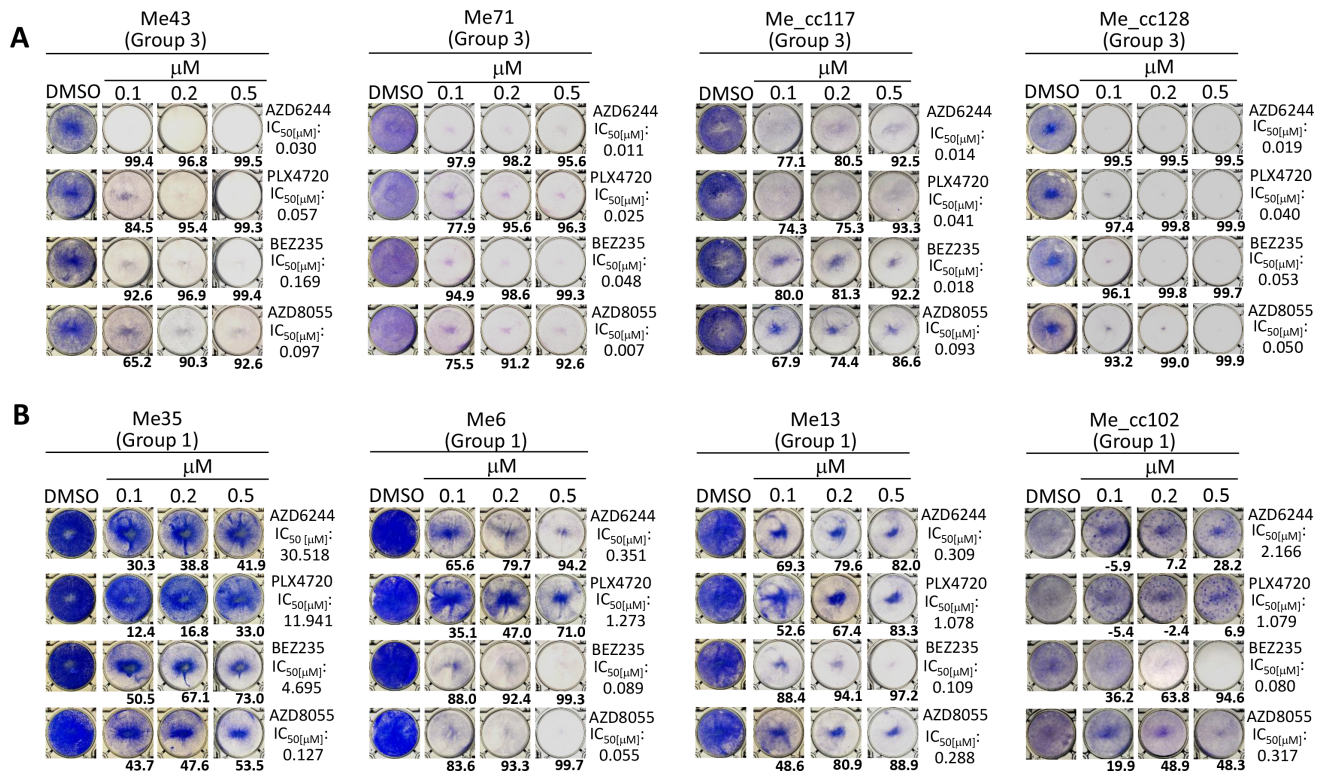 A
Me43
(Group 3)
μM
DMSO 0.1 0.2 0.5
AZD6244
IC50[μM]:
0.030
99.4 96.8 99.5
PLX4720
IC50[μM]:
0.057
84.5 95.4 99.3
BEZ235
IC50[μM]:
0.169
92.6 96.9 99.4
AZD8055
IC50[μM]:
0.097
65.2 90.3 92.6
Me71
(Group 3)
μM
DMSO 0.1 0.2 0.5
AZD6244
IC50[μM]:
0.011
97.9 98.2 95.6
PLX4720
IC50[μM]:
0.025
77.9 95.6 96.3
BEZ235
IC50[μM]:
0.048
94.9 98.6 99.3
AZD8055
IC50[μM]:
0.007
75.5 91.2 92.6
Me_cc117
(Group 3)
μM
DMSO 0.1 0.2 0.5
AZD6244
IC50[μM]:
0.014
77.1 80.5 92.5
PLX4720
IC50[μM]:
0.041
74.3 75.3 93.3
BEZ235
IC50[μM]:
0.018
80.0 81.3 92.2
AZD8055
IC50[μM]:
0.093
67.9 74.4 86.6
Me_cc128
(Group 3)
μM
DMSO 0.1 0.2 0.5
AZD6244
IC50[μM]:
0.019
99.5 99.5 99.5
PLX4720
IC50[μM]:
0.040
97.4 99.8 99.9
BEZ235
IC50[μM]:
0.053
96.1 99.8 99.7
AZD8055
IC50[μM]:
0.050
93.2 99.0 99.9
B
Me35
(Group 1)
μM
DMSO 0.1 0.2 0.5
AZD6244
IC50 [μM]:
30.518
30.3 38.8 41.9
PLX4720
IC50[μM]:
11.941
12.4 16.8 33.0
BEZ235
IC50[μM]:
4.695
50.5 67.1 73.0
AZD8055
IC50[μM]:
0.127
43.7 47.6 53.5
Me6
(Group 1)
μM
DMSO 0.1 0.2 0.5
AZD6244
IC50[μM]:
0.351
65.6 79.7 94.2
PLX4720
IC50[μM]:
1.273
35.1 47.0 71.0
BEZ235
IC50[μM]:
0.089
88.0 92.4 99.3
AZD8055
IC50[μM]:
0.055
83.6 93.3 99.7
Me13
(Group 1)
μM
DMSO 0.1 0.2 0.5
AZD6244
IC50[μM]:
0.309
69.3 79.6 82.0
PLX4720
IC50[μM]:
1.078
52.6 67.4 83.3
BEZ235
IC50[μM]:
0.109
88.4 94.1 97.2
AZD8055
IC50[μM]:
0.288
48.6 80.9 88.9
Me_cc102
(Group 1)
μM
DMSO 0.1 0.2 0.5
AZD6244
IC50[μM]:
2.166
-5.9 7.2 28.2
PLX4720
IC50[μM]:
1.079
-5.4 -2.4 6.9
BEZ235
IC50[μM]:
0.080
36.2 63.8 94.6
AZD8055
IC50[μM]:
0.317
19.9 48.9 48.3